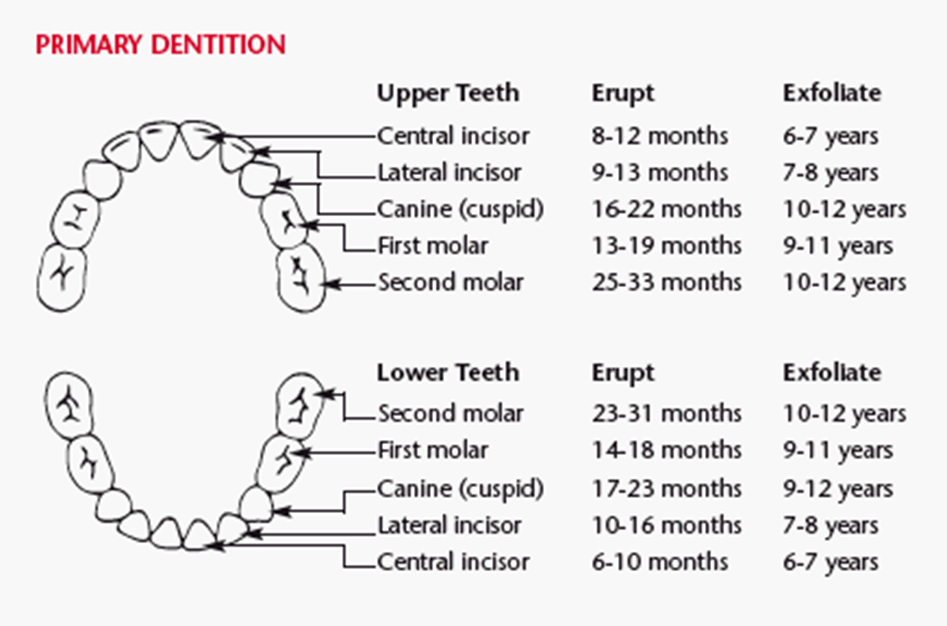 PRIMARY DENTITION
Upper Teeth Erupt Exfoliate
Central incisor 8-12 months 6-7 years
Lateral incisor 9-13 months 7-8 years
Canine (cuspid) 16-22 months 10-12 years
First molar 13-19 months 9-11 years
Second molar 25-33 months 10-12 years
Lower Teeth Erupt Exfoliate
Second molar 23-31 months 10-12 years
First molar 14-18 months 9-11 years
Canine (cuspid) 17-23 months 9-12 years
Lateral incisor 10-16 months 7-8 years
Central incisor 6-10 months 6-7 years